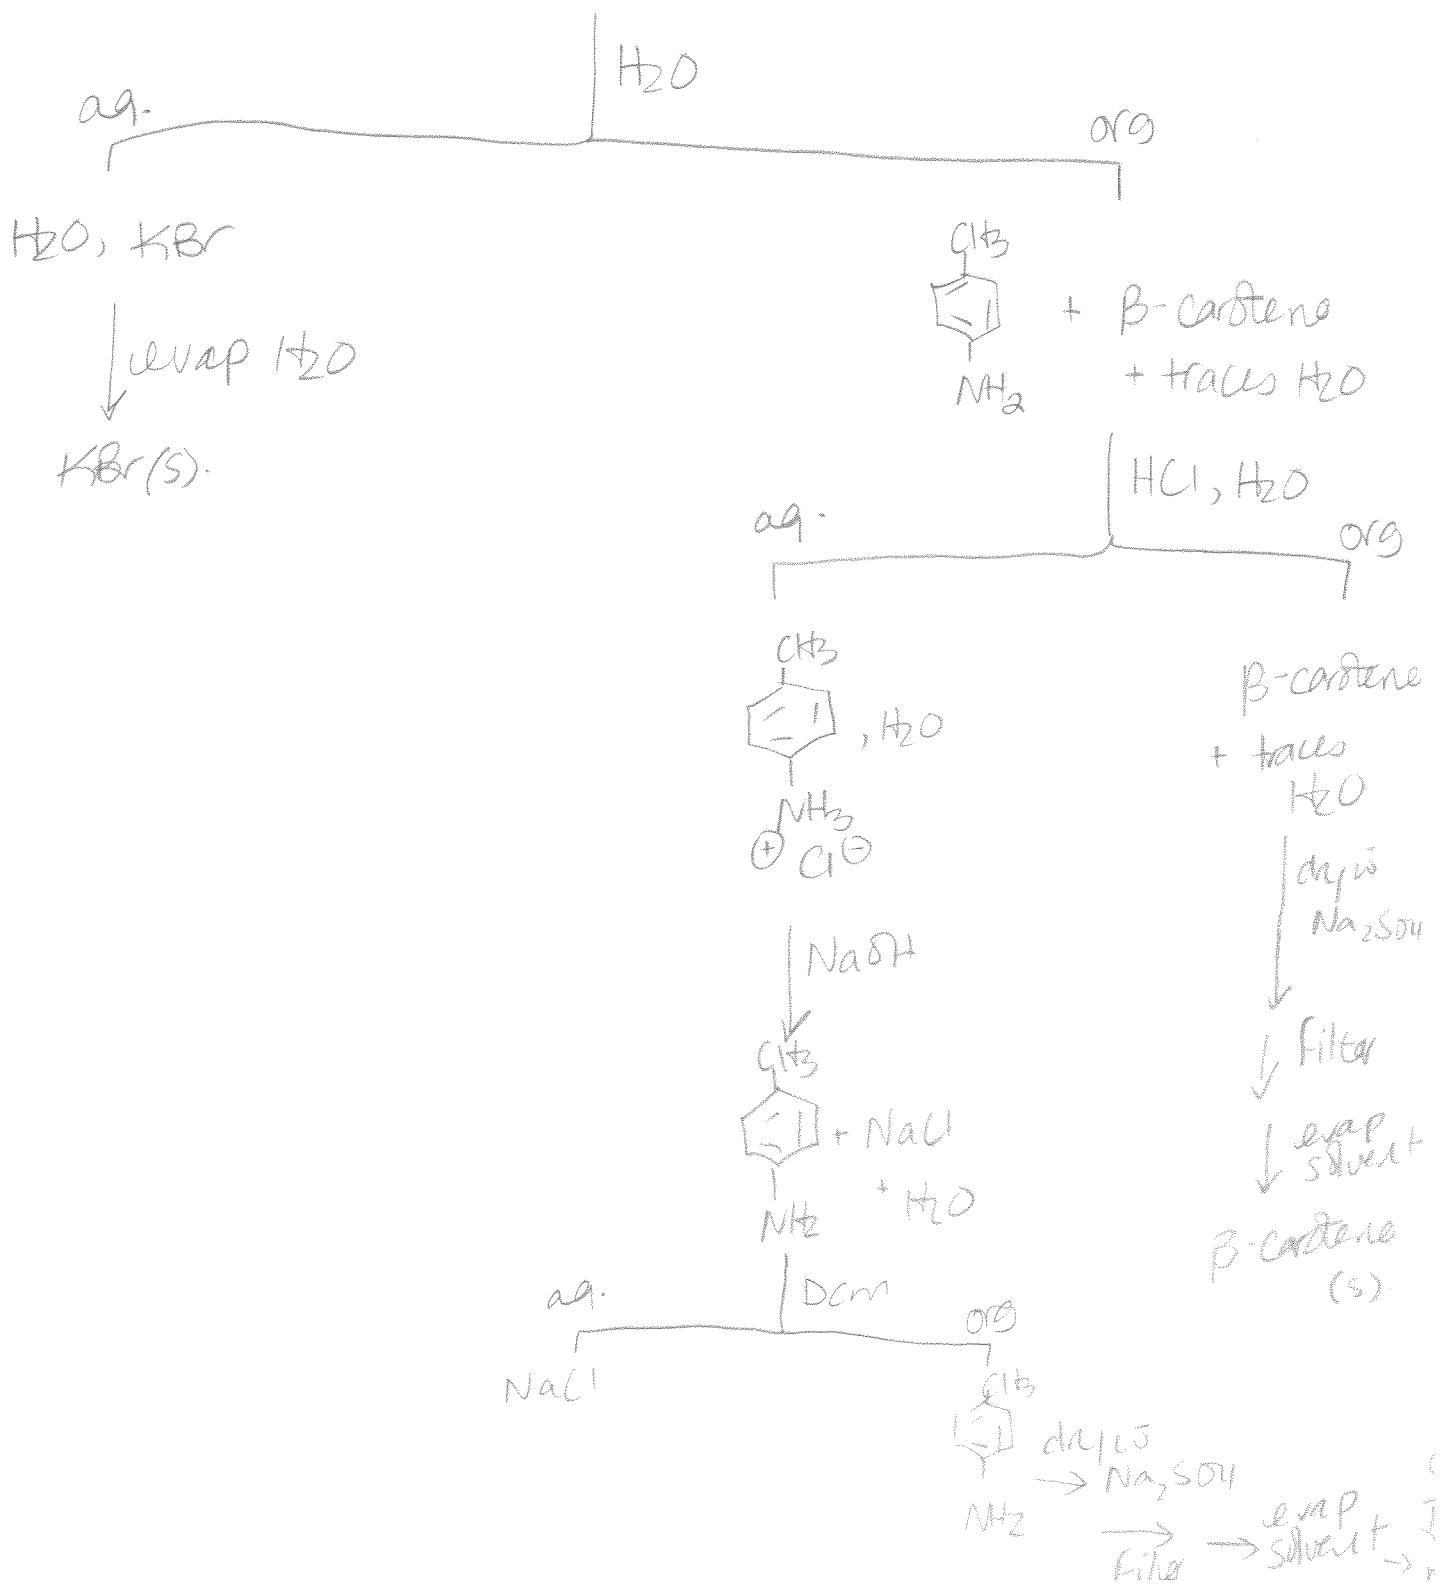 H2O
aq.
org
H2O, KBr
CH3
+ β-carotene
evap H2O
+ traces H2O
NH2
KBr(s).
HCl, H2O
aq.
org
CH3
β-carotene
, H2O
+ traces
H2O
NH3
⊕ Cl⊖
dry
Na2SO4
NaOH
CH3
Filter
+ NaCl
evap
solvent
+ H2O
NH2
β-carotene
(s).
aq.
DCM
org
NaCl
CH3
dry
Na2SO4
NH2
evap
solvent
Filter